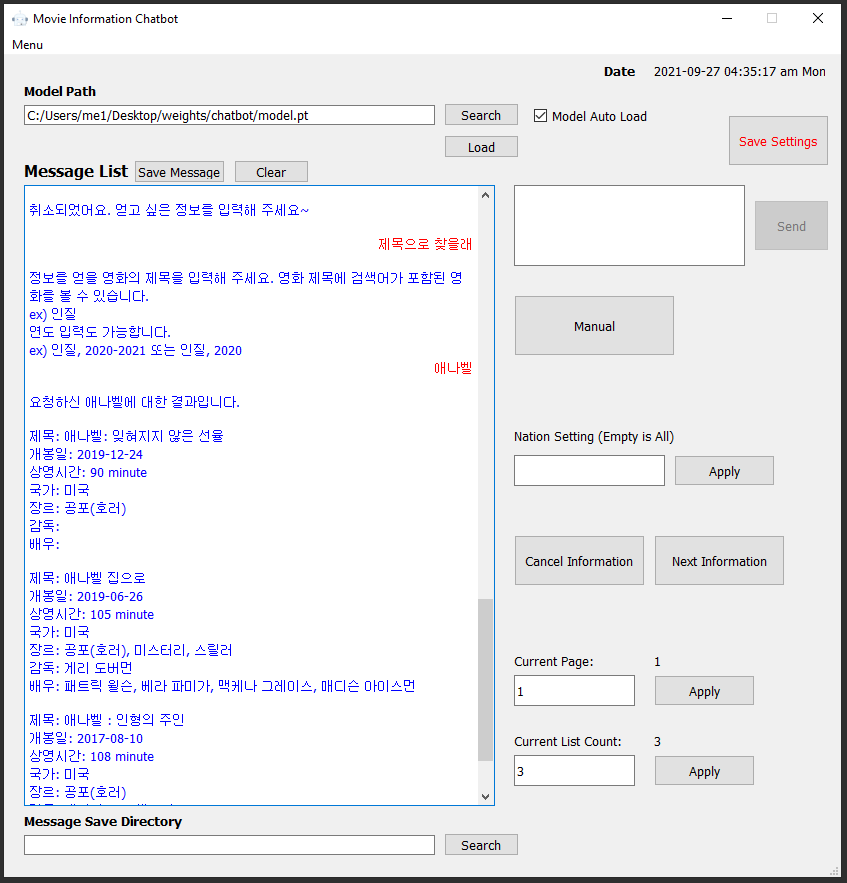 Movie Information Chatbot
Menu
Date 2021-09-27 04:35:17 am Mon
Model Path
C:/Users/me1/Desktop/weights/chatbot/model.pt
Search
Model Auto Load
Save Settings
Load
Message List
Save Message
Clear
취소되었어요. 얻고 싶은 정보를 입력해 주세요~
제목으로 찾을래
정보를 얻을 영화의 제목을 입력해 주세요. 영화 제목에 검색어가 포함된 영
화를 볼 수 있습니다.
ex) 인질
연도 입력도 가능합니다.
ex) 인질, 2020-2021 또는 인질, 2020
애나벨
요청하신 애나벨에 대한 결과입니다.
제목: 애나벨: 잊혀지지 않은 선율
개봉일: 2019-12-24
상영시간: 90 minute
국가: 미국
장르: 공포(호러)
감독:
배우:
제목: 애나벨 집으로
개봉일: 2019-06-26
상영시간: 105 minute
국가: 미국
장르: 공포(호러), 미스터리, 스릴러
감독: 게리 도버먼
배우: 패트릭 윌슨, 베라 파미가, 맥케나 그레이스, 매디슨 아이스먼
제목: 애나벨 : 인형의 주인
개봉일: 2017-08-10
상영시간: 108 minute
국가: 미국
장르: 공포(호러)
Send
Manual
Nation Setting (Empty is All)
Apply
Cancel Information
Next Information
Current Page: 1
1
Apply
Current List Count: 3
3
Apply
Message Save Directory
Search